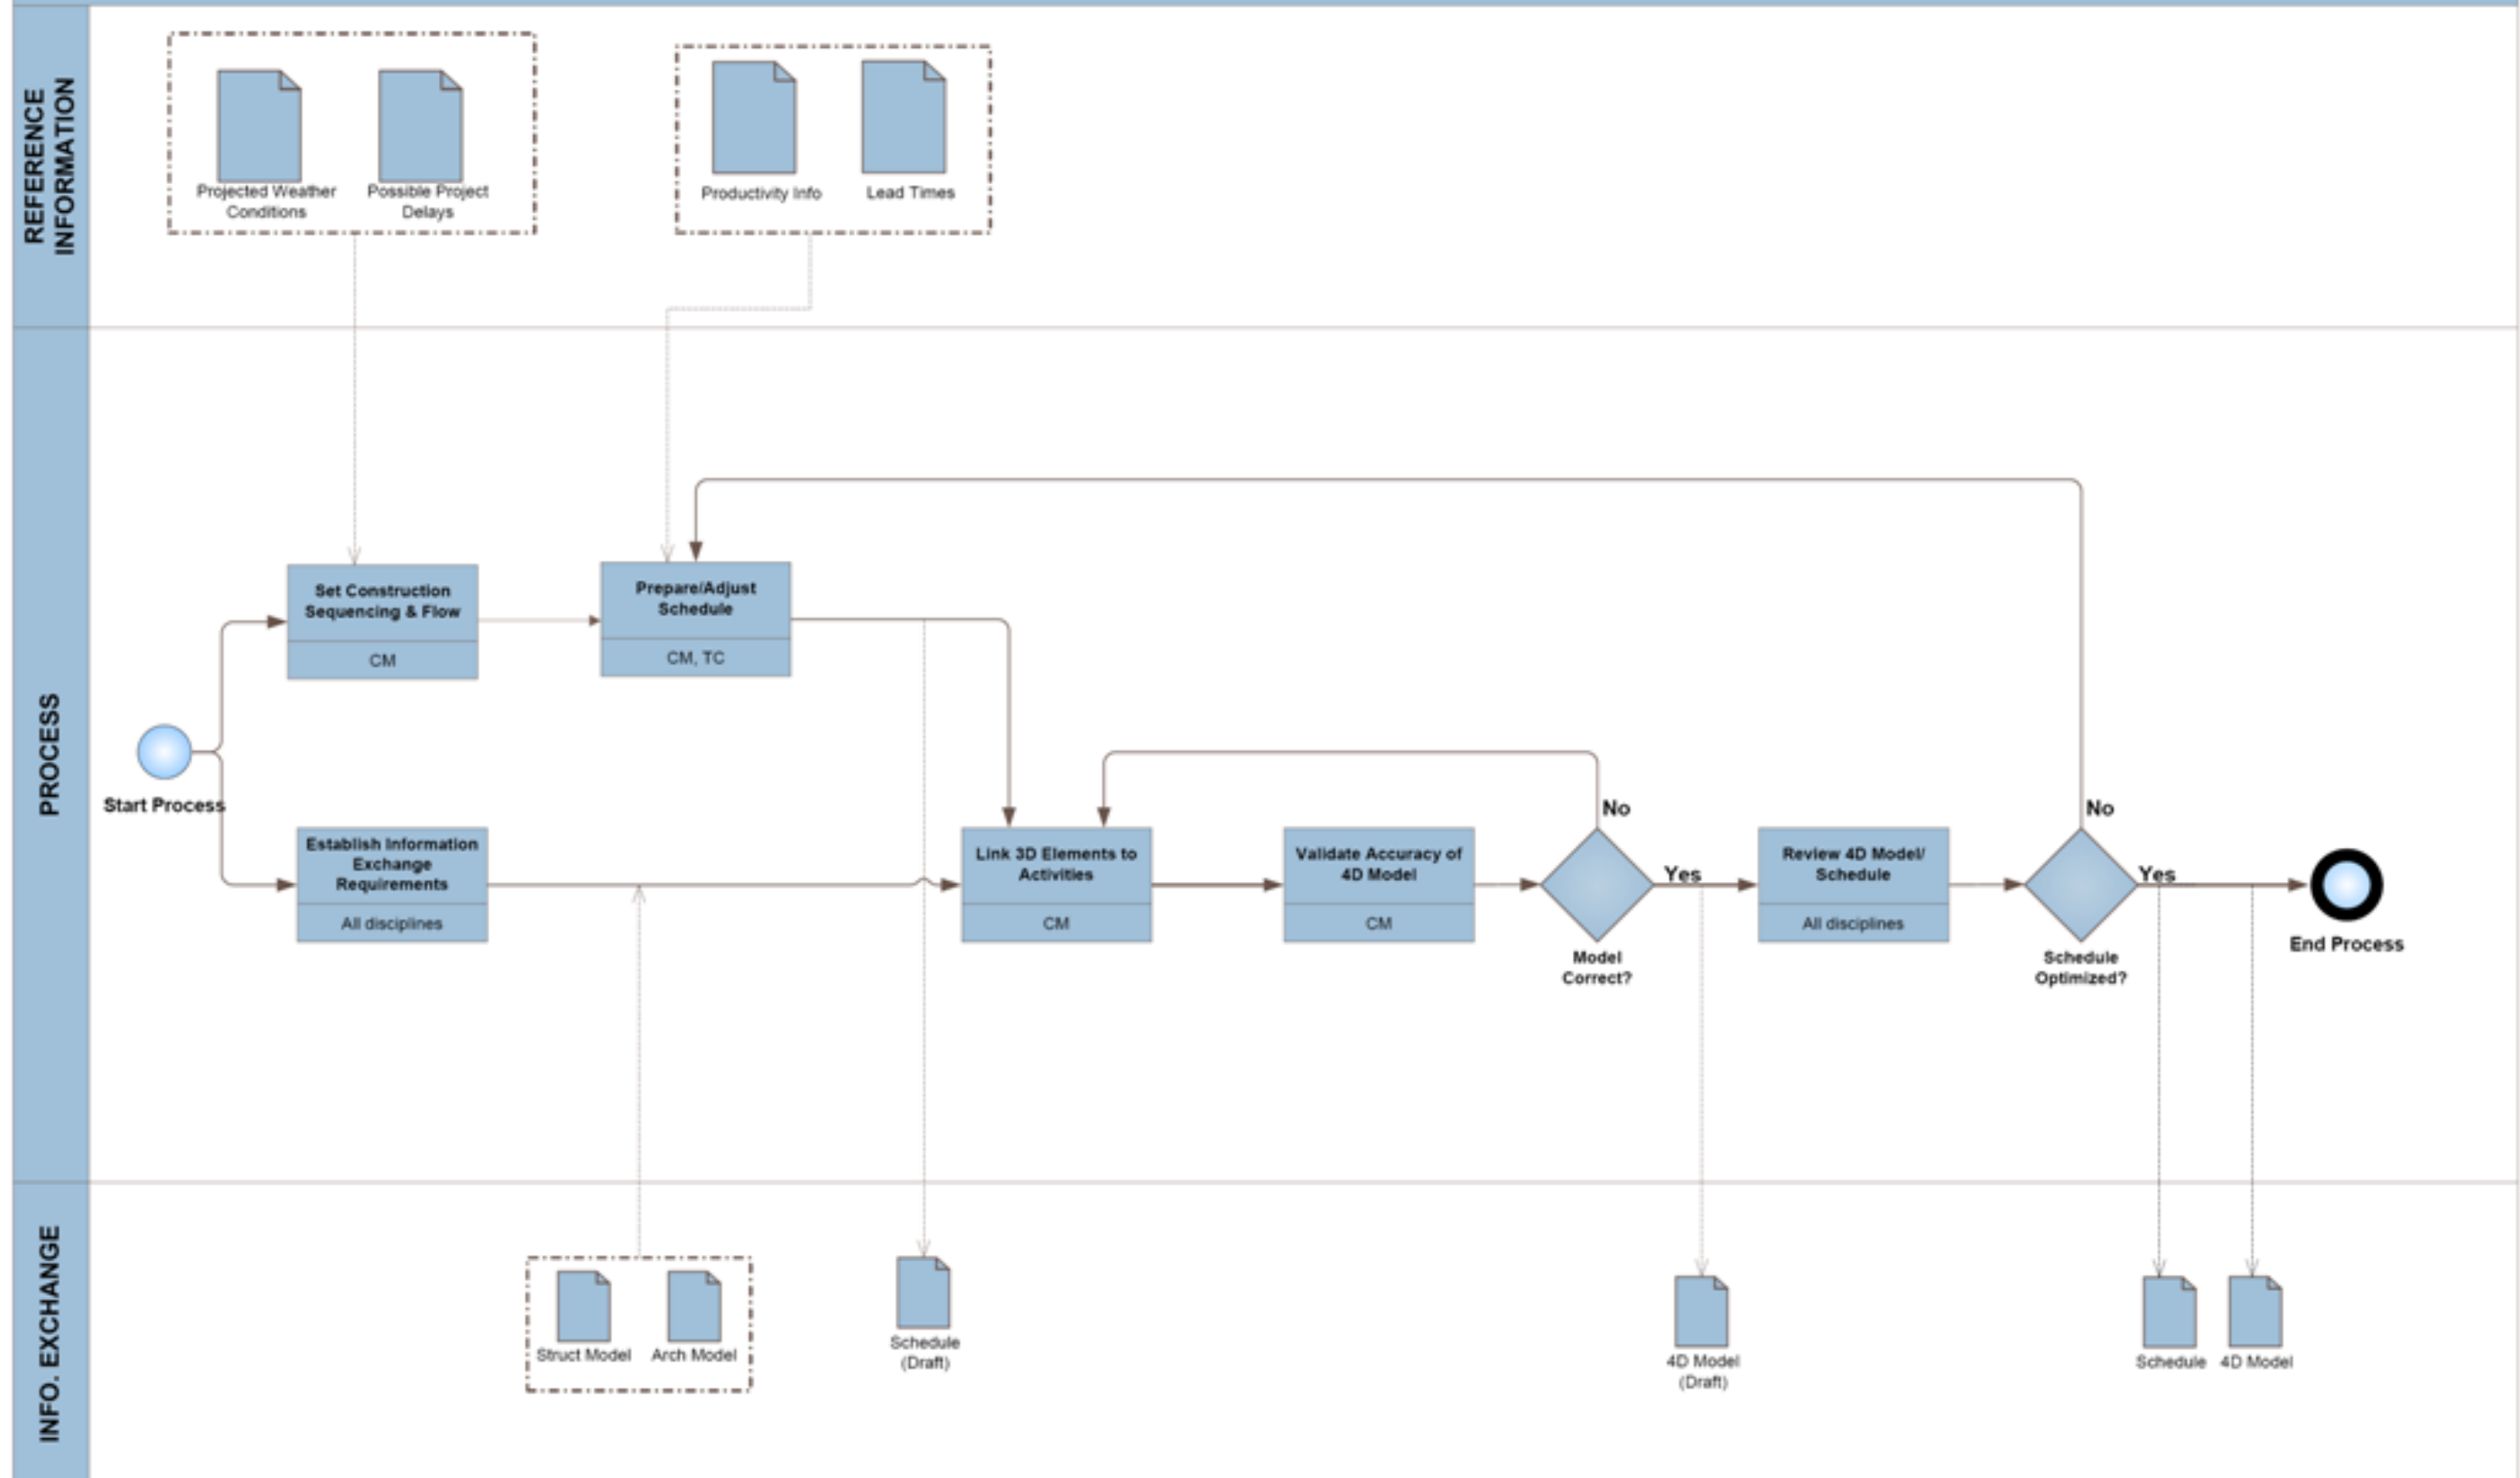 REFERENCE
INFORMATION
Projected Weather
Conditions
Possible Project
Delays
Productivity Info
Lead Times
PROCESS
Start Process
Set Construction
Sequencing & Flow
CM
Prepare/Adjust
Schedule
CM, TC
Establish Information
Exchange
Requirements
All disciplines
Link 3D Elements to
Activities
CM
Validate Accuracy of
4D Model
CM
No
Yes
Model
Correct?
Review 4D Model/
Schedule
All disciplines
No
Yes
Schedule
Optimized?
End Process
INFO. EXCHANGE
Struct Model
Arch Model
Schedule
(Draft)
4D Model
(Draft)
Schedule
4D Model